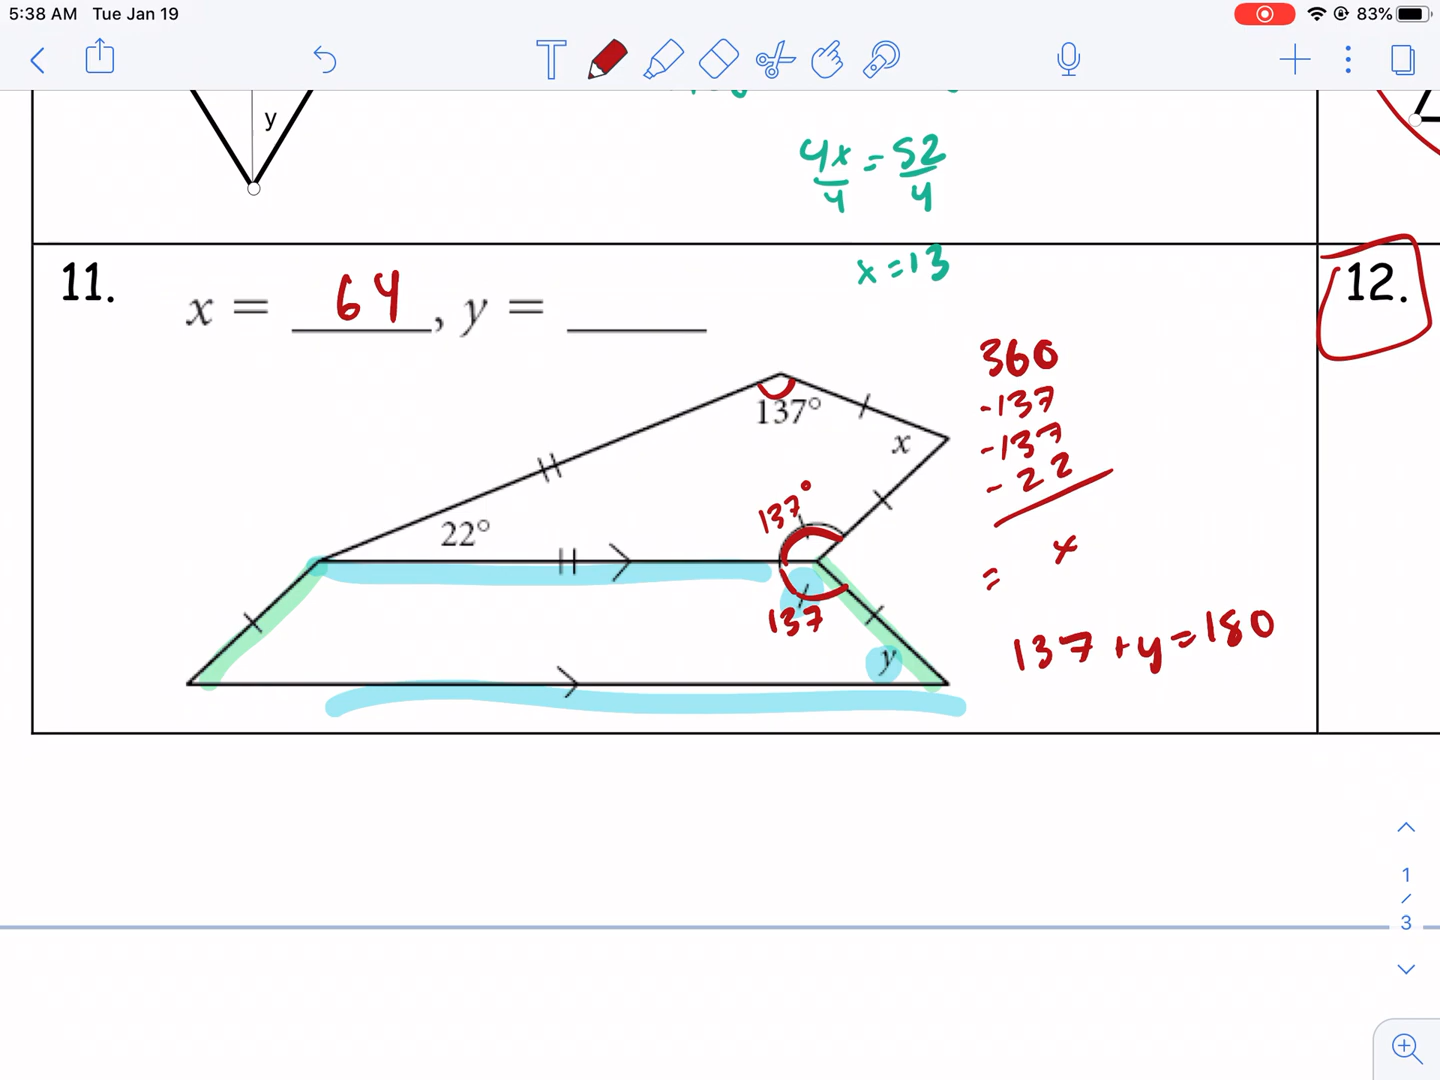 5:38 AM Tue Jan 19
83%
T
y
4x/4 = 52/4
x = 13
11.
x = 64, y = ______
12.
137°
x
22°
137°
137
y
360
-137
-137
-22
= x
137 + y = 180
1
/
3